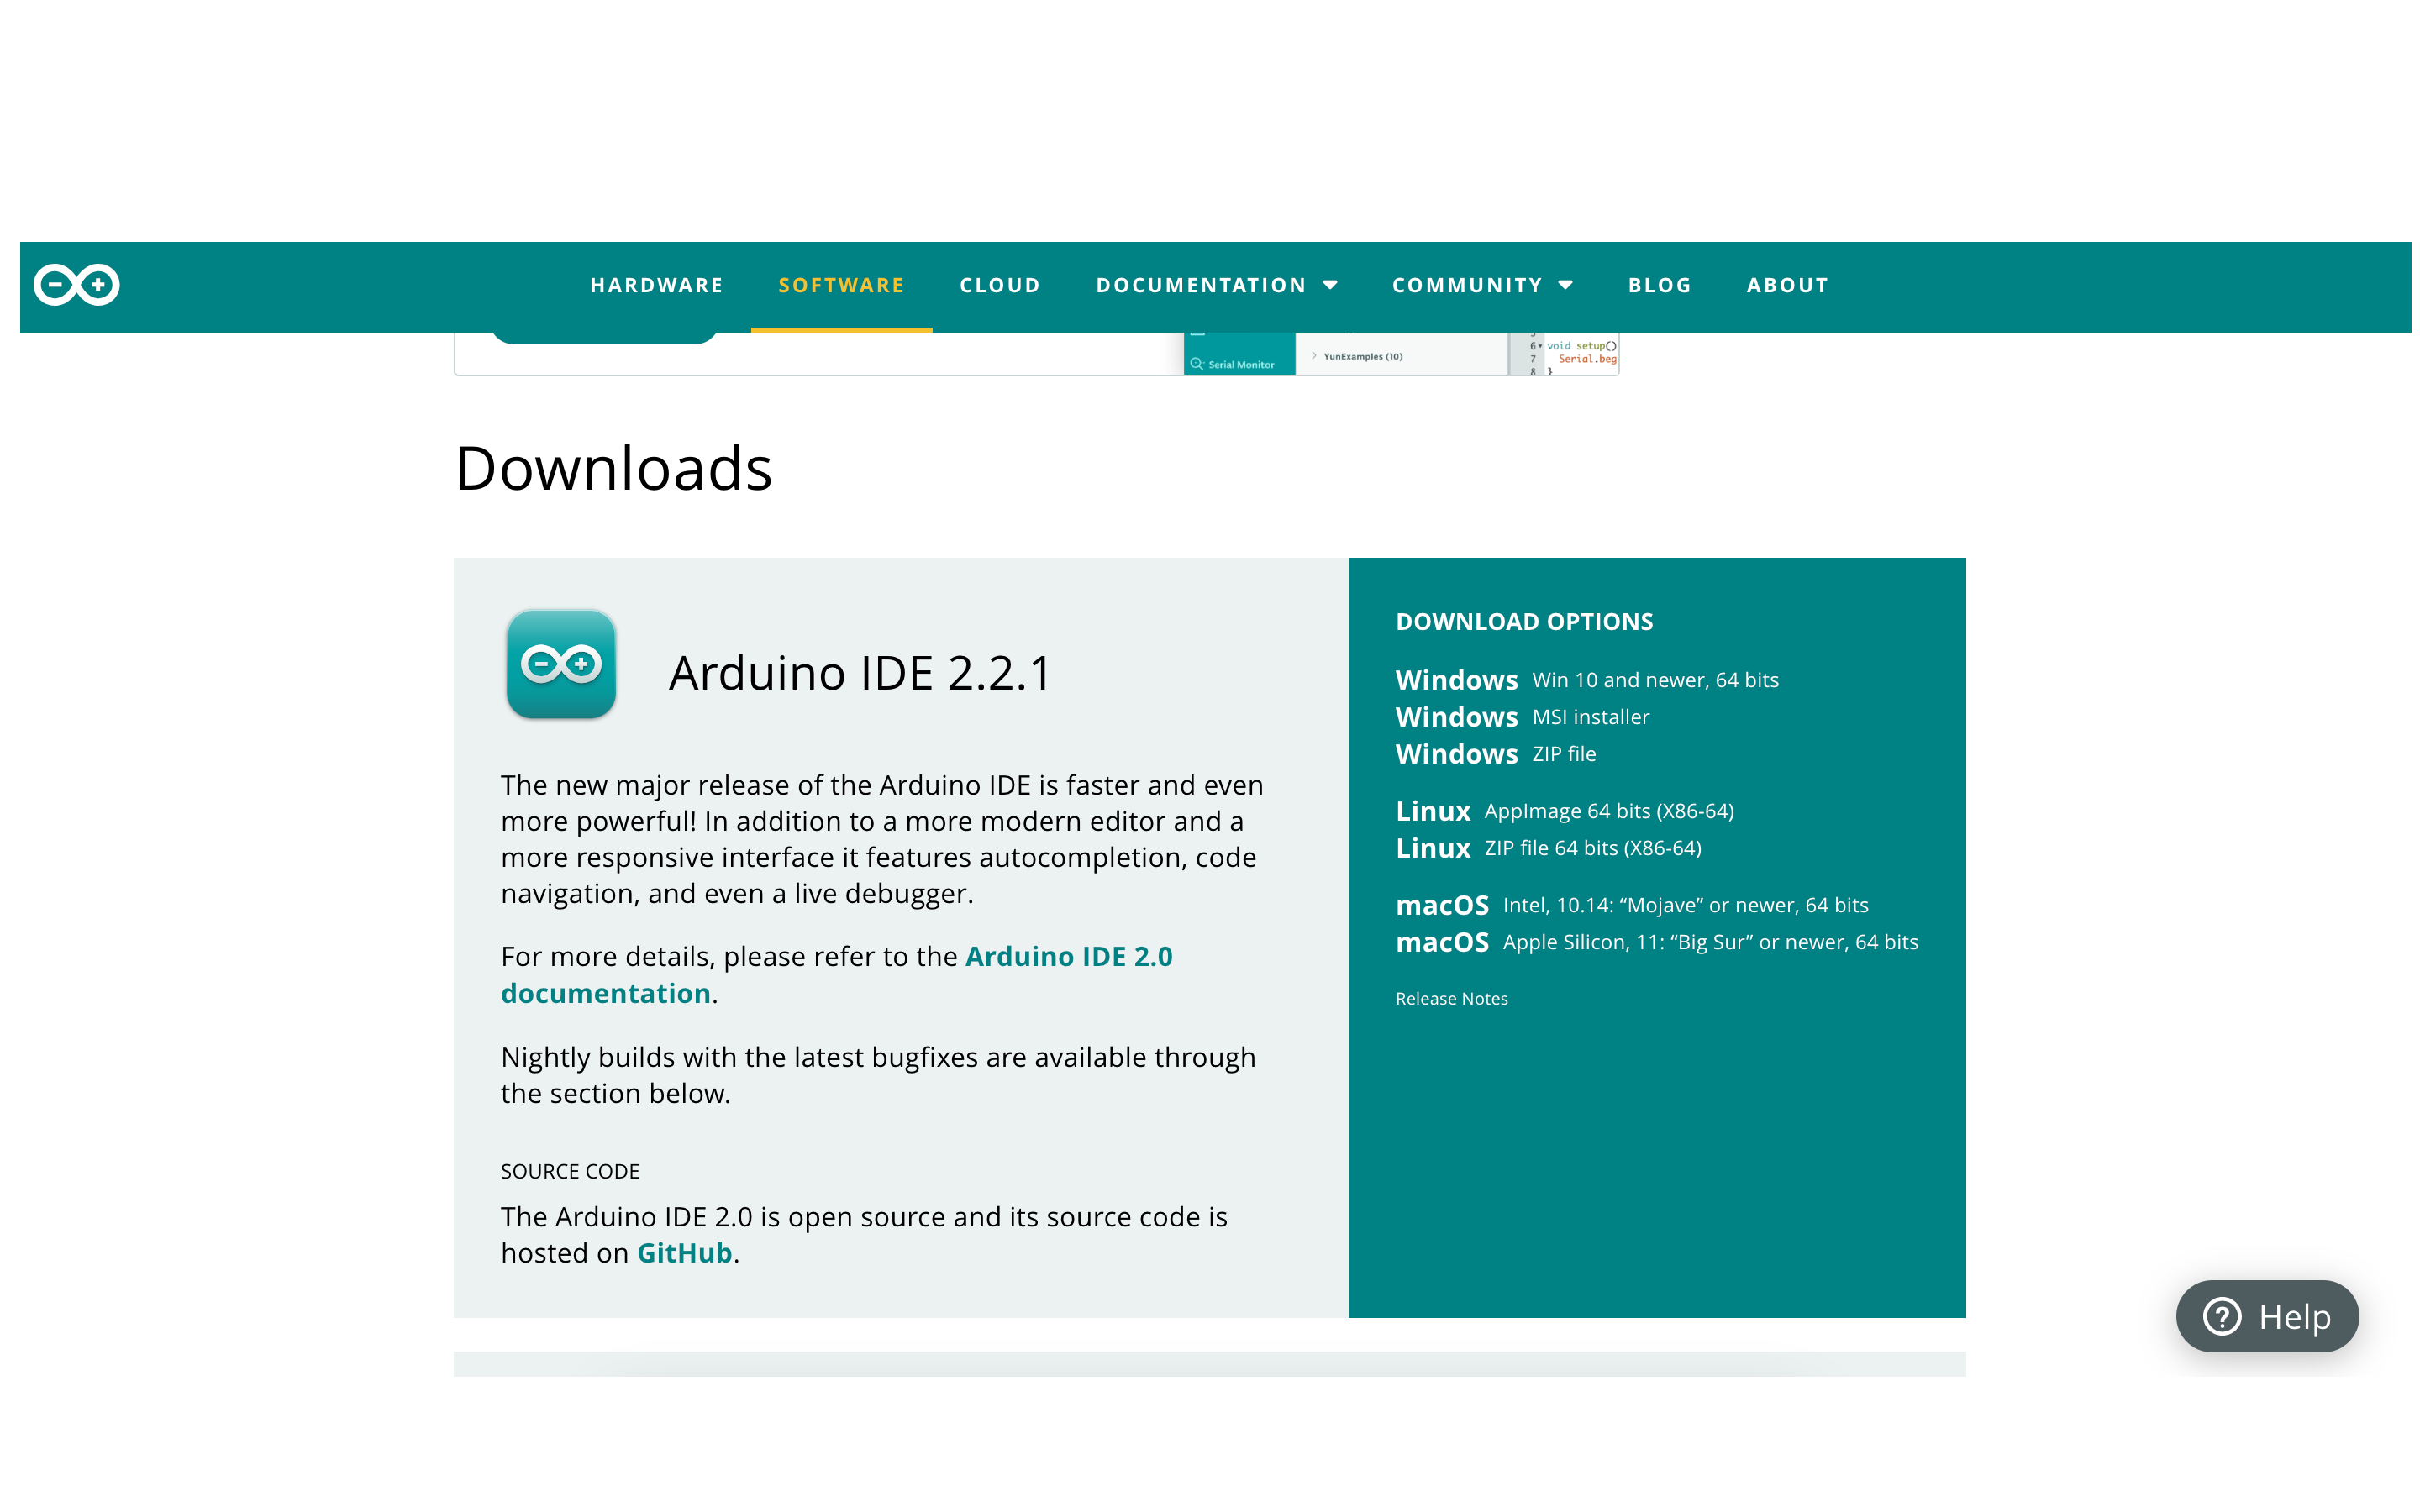 HARDWARE SOFTWARE CLOUD DOCUMENTATION COMMUNITY BLOG ABOUT
Serial Monitor
YunExamples (10)
6 void setup()
7 Serial.beg
8 }
Downloads
Arduino IDE 2.2.1
The new major release of the Arduino IDE is faster and even
more powerful! In addition to a more modern editor and a
more responsive interface it features autocompletion, code
navigation, and even a live debugger.
For more details, please refer to the Arduino IDE 2.0
documentation.
Nightly builds with the latest bugfixes are available through
the section below.
SOURCE CODE
The Arduino IDE 2.0 is open source and its source code is
hosted on GitHub.
DOWNLOAD OPTIONS
Windows Win 10 and newer, 64 bits
Windows MSI installer
Windows ZIP file
Linux AppImage 64 bits (X86-64)
Linux ZIP file 64 bits (X86-64)
macOS Intel, 10.14: “Mojave” or newer, 64 bits
macOS Apple Silicon, 11: “Big Sur” or newer, 64 bits
Release Notes
Help